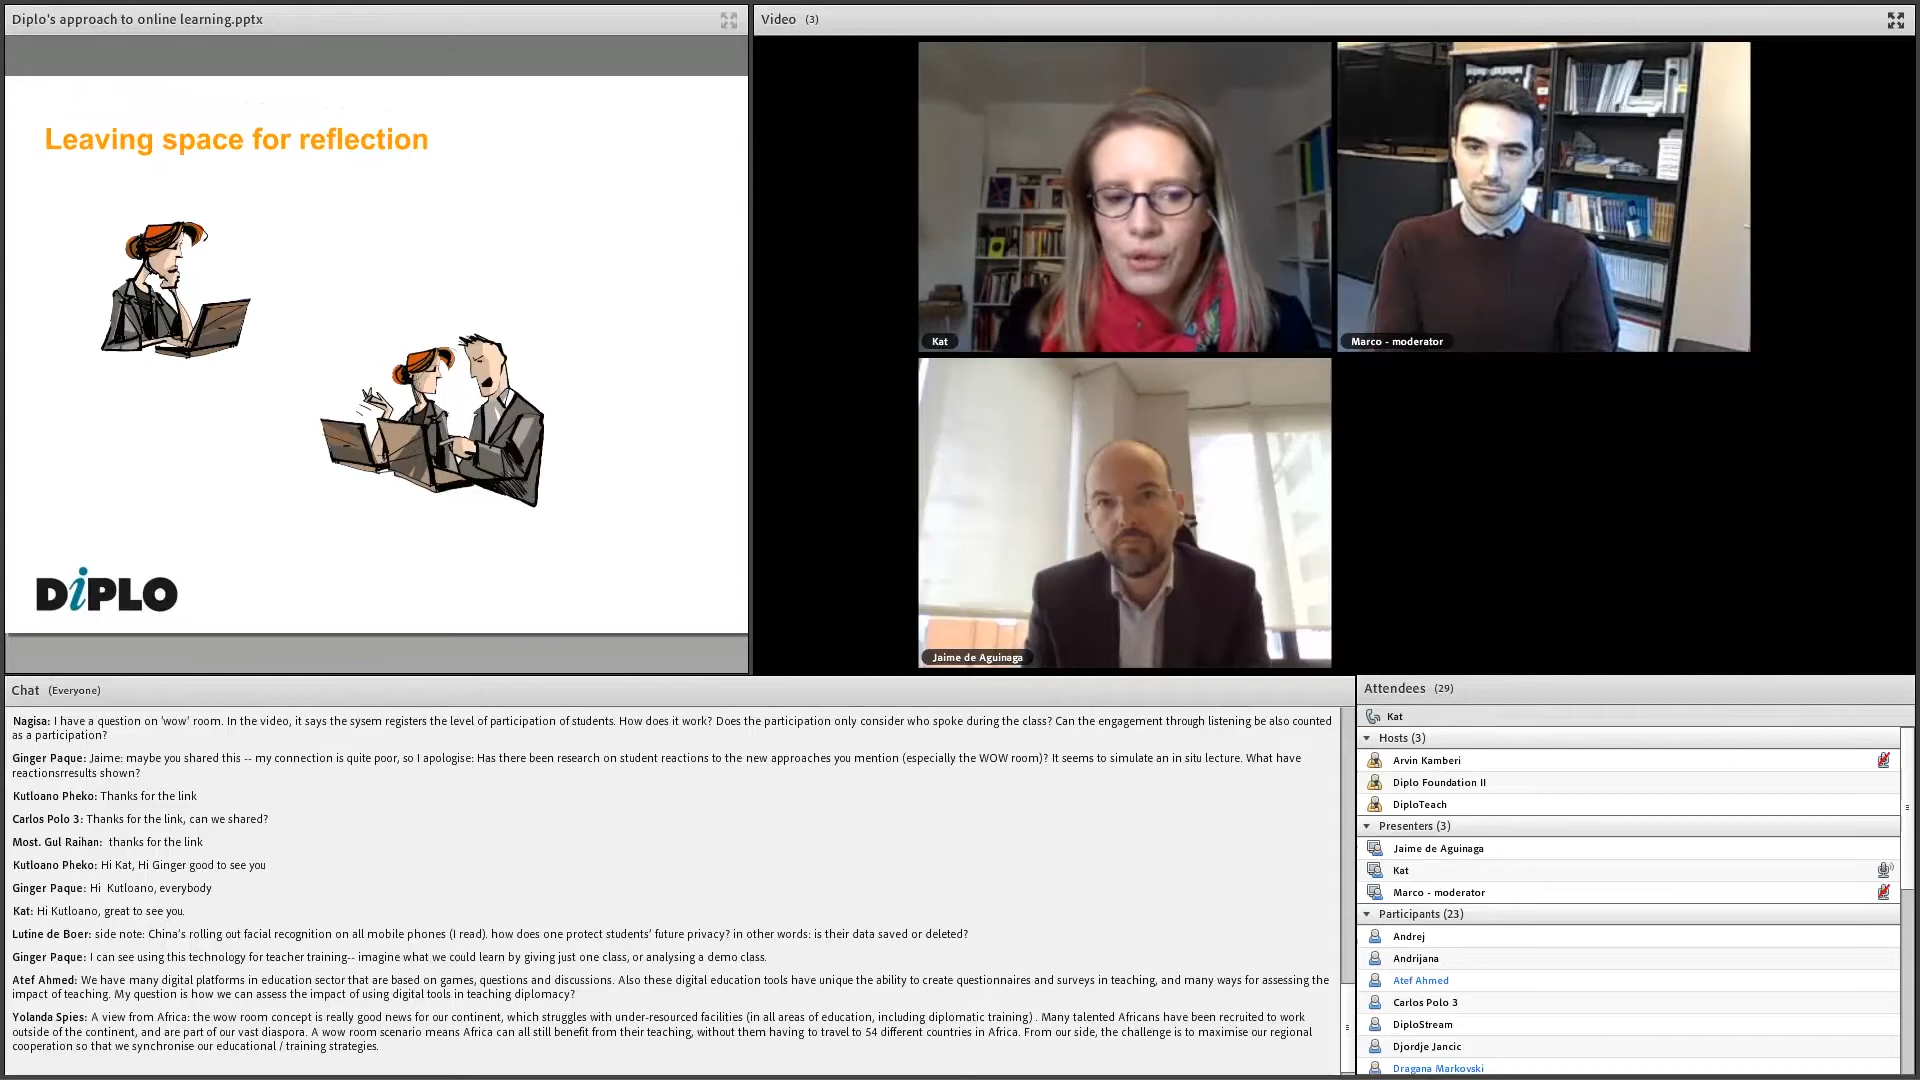 Diplo's approach to online learning.pptx
Leaving space for reflection
DiPLO
Video (3)
Kat
Marco - moderator
Jaime de Aguinaga
Chat (Everyone)
Nagisa: I have a question on 'wow' room. In the video, it says the sysem registers the level of participation of students. How does it work? Does the participation only consider who spoke during the class? Can the engagement through listening be also counted
as a participation?
Ginger Paque: Jaime: maybe you shared this -- my connection is quite poor, so I apologise: Has there been research on student reactions to the new approaches you mention (especially the WOW room)? It seems to simulate an in situ lecture. What have
reactionsrresults shown?
Kutloano Pheko: Thanks for the link
Carlos Polo 3: Thanks for the link, can we shared?
Most. Gul Raihan: thanks for the link
Kutloano Pheko: Hi Kat, Hi Ginger good to see you
Ginger Paque: Hi Kutloano, everybody
Kat: Hi Kutloano, great to see you.
Lutine de Boer: side note: China's rolling out facial recognition on all mobile phones (I read). how does one protect students' future privacy? in other words: is their data saved or deleted?
Ginger Paque: I can see using this technology for teacher training-- imagine what we could learn by giving just one class, or analysing a demo class.
Atef Ahmed: We have many digital platforms in education sector that are based on games, questions and discussions. Also these digital education tools have unique the ability to create questionnaires and surveys in teaching, and many ways for assessing the
impact of teaching. My question is how we can assess the impact of using digital tools in teaching diplomacy?
Yolanda Spies: A view from Africa: the wow room concept is really good news for our continent, which struggles with under-resourced facilities (in all areas of education, including diplomatic training) . Many talented Africans have been recruited to work
outside of the continent, and are part of our vast diaspora. A wow room scenario means Africa can all still benefit from their teaching, without them having to travel to 54 different countries in Africa. From our side, the challenge is to maximise our regional
cooperation so that we synchronise our educational / training strategies.
Attendees (29)
Kat
Hosts (3)
Arvin Kamberi
Diplo Foundation II
DiploTeach
Presenters (3)
Jaime de Aguinaga
Kat
Marco - moderator
Participants (23)
Andrej
Andrijana
Atef Ahmed
Carlos Polo 3
DiploStream
Djordje Jancic
Dragana Markovski